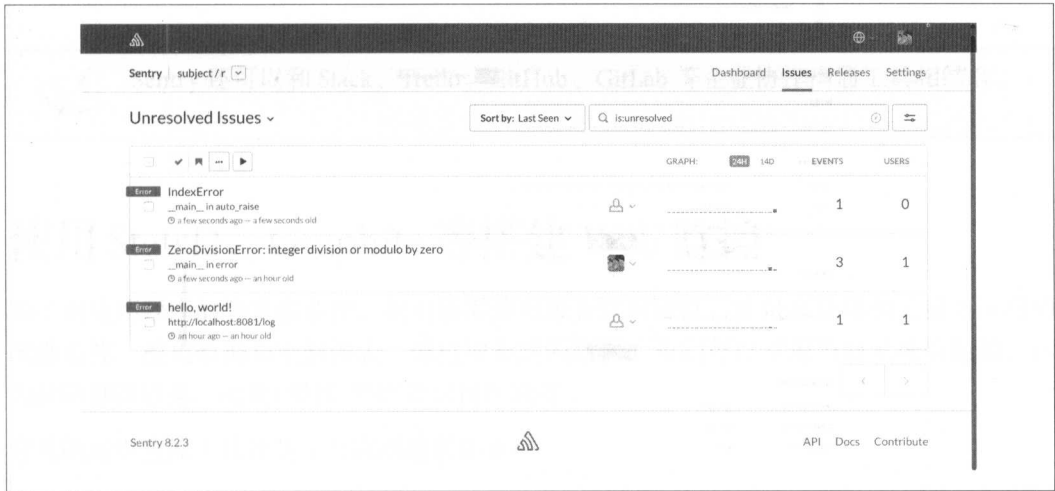 Sentry subject/r
Dashboard Issues Releases Settings
Unresolved Issues
Sort by: Last Seen
is:unresolved
GRAPH: 24H 14D EVENTS USERS
Error IndexError
__main__ in auto_raise
a few seconds ago — a few seconds old
1 0
Error ZeroDivisionError: integer division or modulo by zero
__main__ in error
a few seconds ago — an hour old
3 1
Error hello, world!
http://localhost:8081/log
an hour ago — an hour old
1 1
Sentry 8.2.3
API Docs Contribute